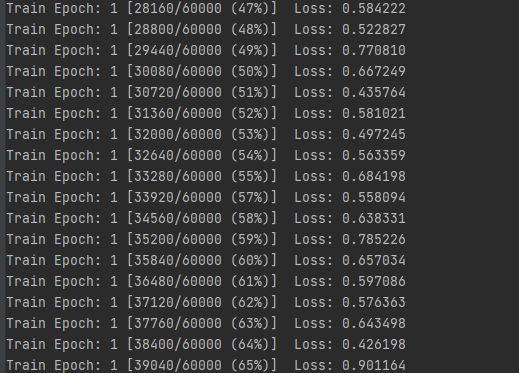 Train Epoch: 1 [28160/60000 (47%)]  Loss: 0.584222
Train Epoch: 1 [28800/60000 (48%)]  Loss: 0.522827
Train Epoch: 1 [29440/60000 (49%)]  Loss: 0.770810
Train Epoch: 1 [30080/60000 (50%)]  Loss: 0.667249
Train Epoch: 1 [30720/60000 (51%)]  Loss: 0.435764
Train Epoch: 1 [31360/60000 (52%)]  Loss: 0.581021
Train Epoch: 1 [32000/60000 (53%)]  Loss: 0.497245
Train Epoch: 1 [32640/60000 (54%)]  Loss: 0.563359
Train Epoch: 1 [33280/60000 (55%)]  Loss: 0.684198
Train Epoch: 1 [33920/60000 (57%)]  Loss: 0.558094
Train Epoch: 1 [34560/60000 (58%)]  Loss: 0.638331
Train Epoch: 1 [35200/60000 (59%)]  Loss: 0.785226
Train Epoch: 1 [35840/60000 (60%)]  Loss: 0.657034
Train Epoch: 1 [36480/60000 (61%)]  Loss: 0.597086
Train Epoch: 1 [37120/60000 (62%)]  Loss: 0.576363
Train Epoch: 1 [37760/60000 (63%)]  Loss: 0.643498
Train Epoch: 1 [38400/60000 (64%)]  Loss: 0.426198
Train Epoch: 1 [39040/60000 (65%)]  Loss: 0.901164